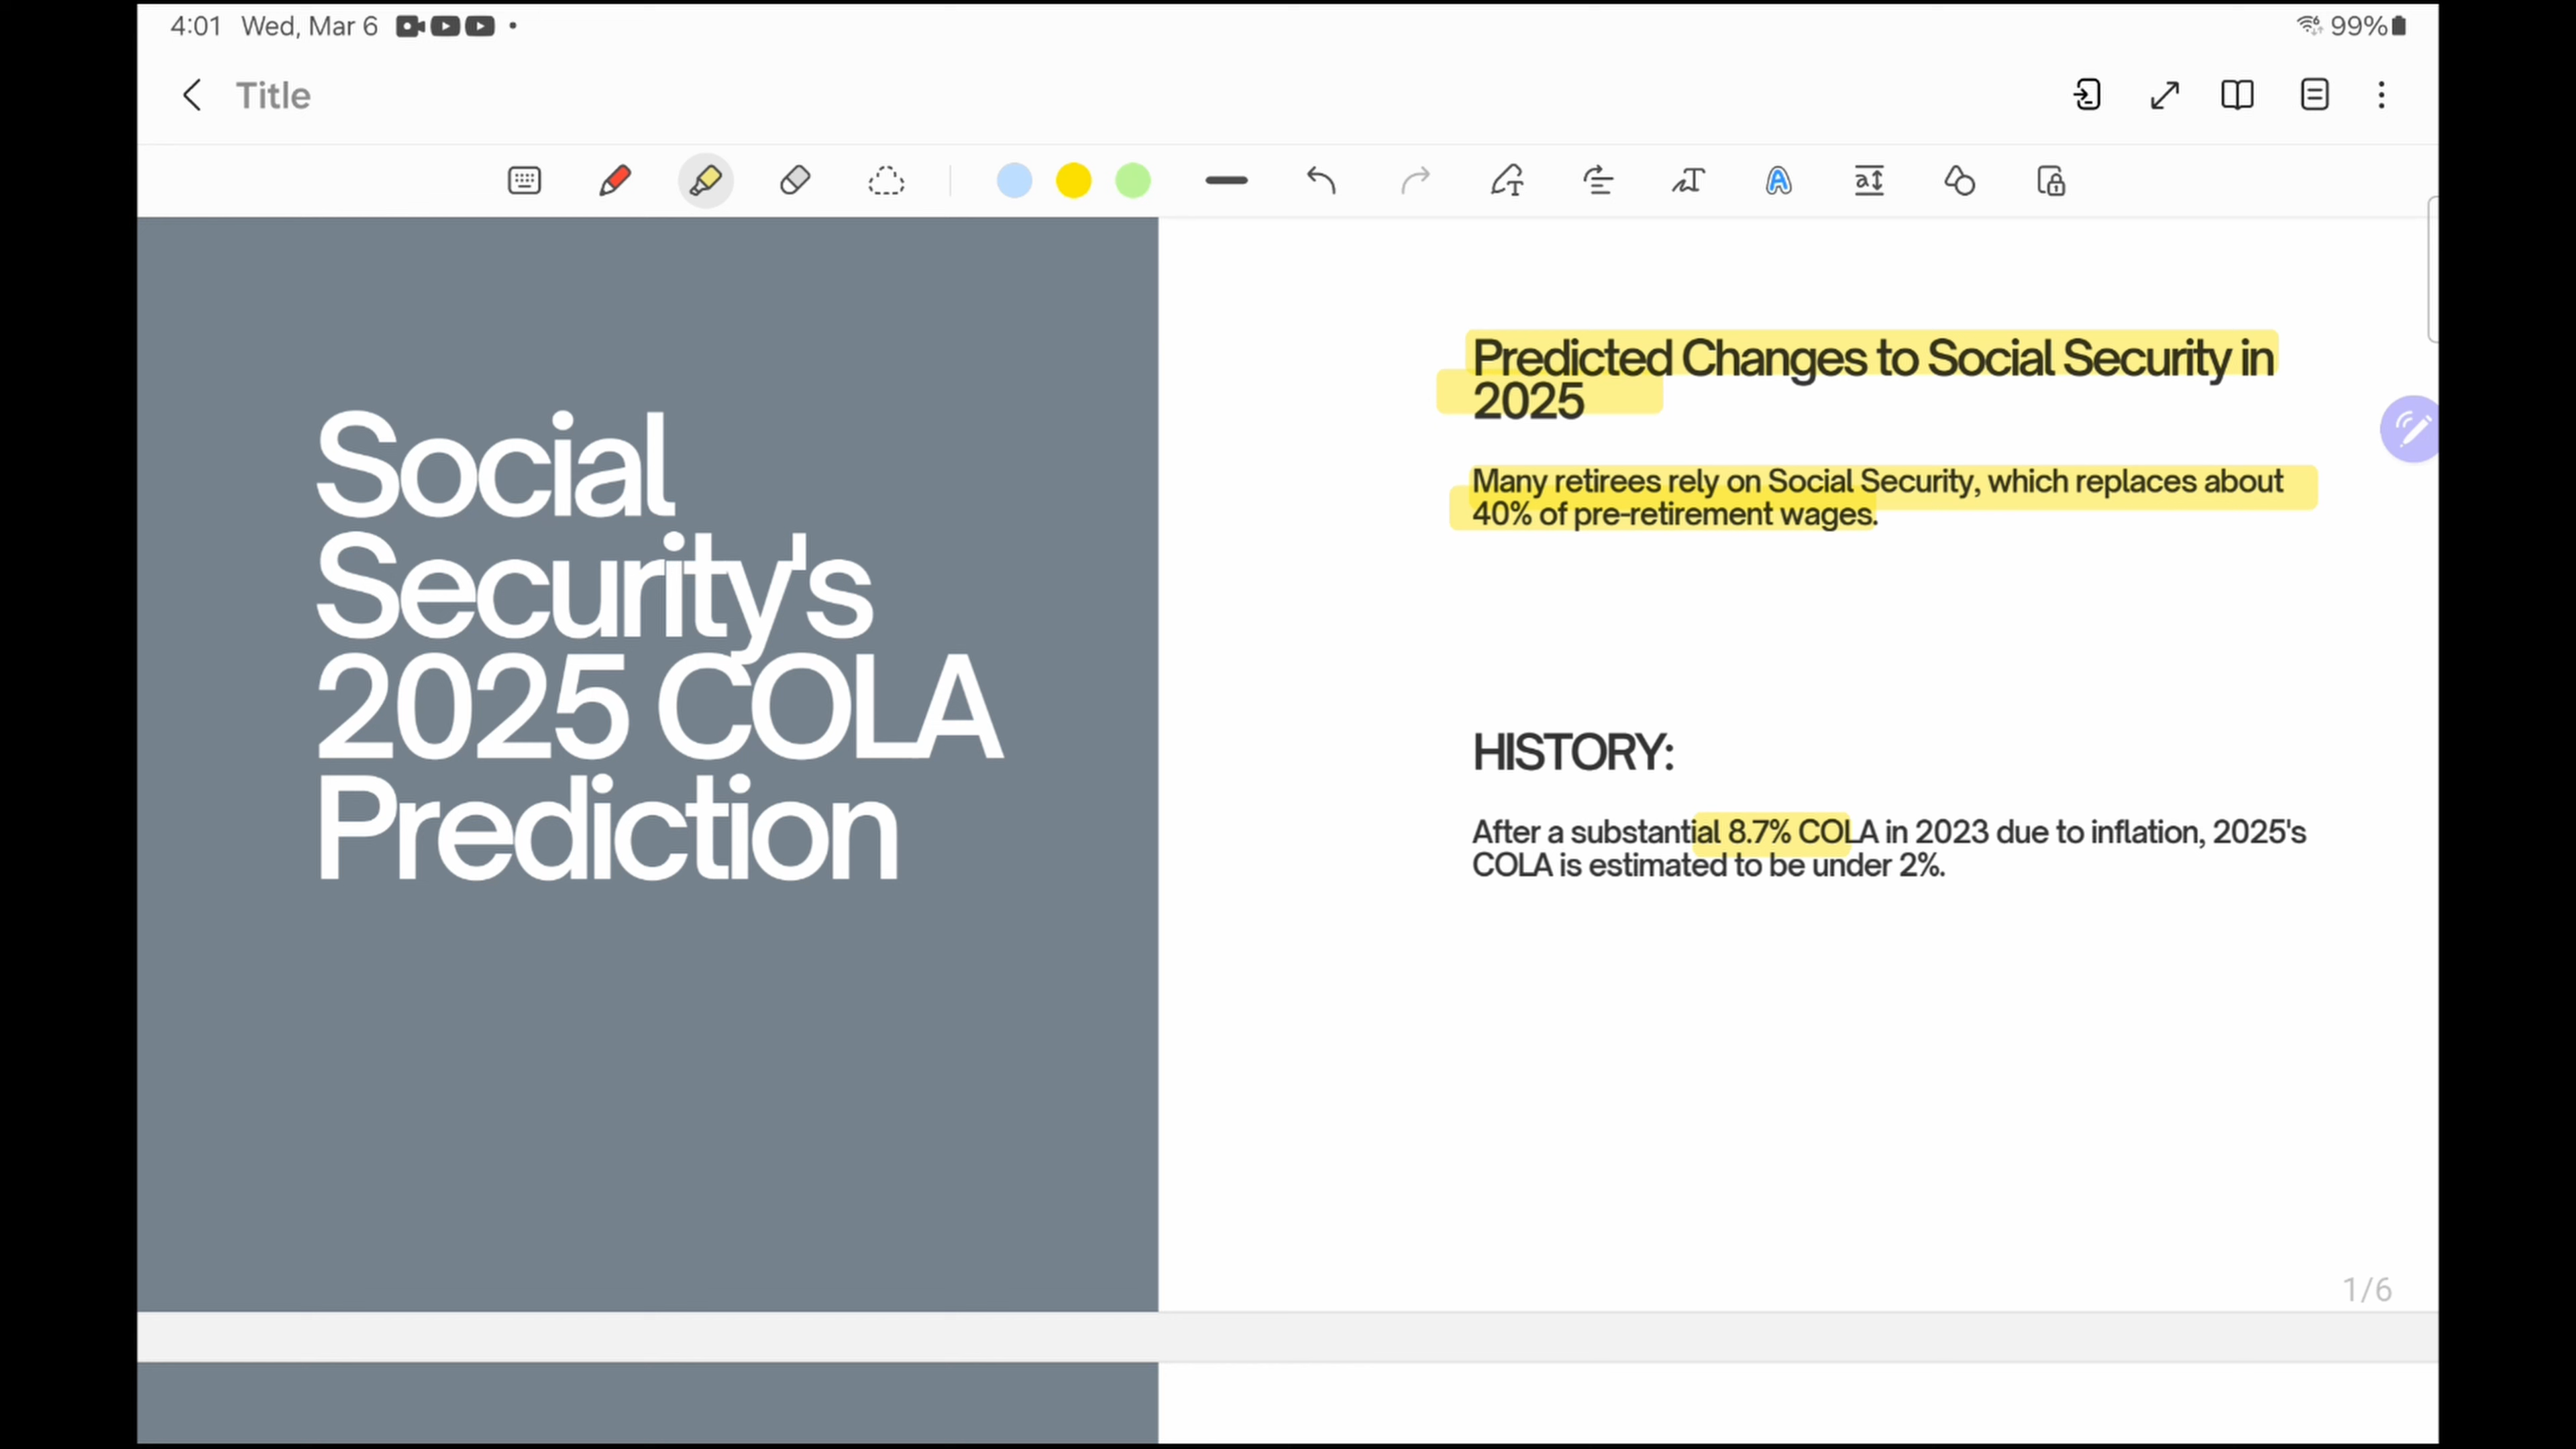 4:01 Wed, Mar 6
99%
Title
Social
Security's
2025 COLA
Prediction
Predicted Changes to Social Security in
2025
Many retirees rely on Social Security, which replaces about
40% of pre-retirement wages.
HISTORY:
After a substantial 8.7% COLA in 2023 due to inflation, 2025's
COLA is estimated to be under 2%.
1/6